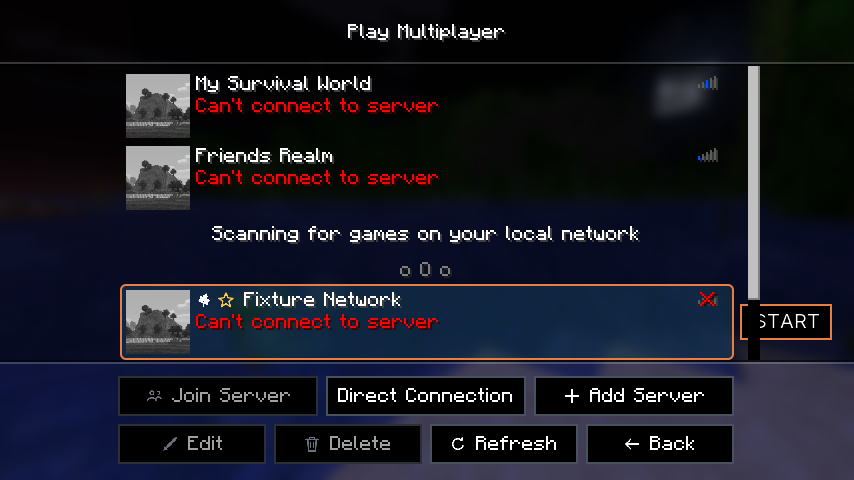 Play Multiplayer
My Survival World
Can't connect to server
Friends Realm
Can't connect to server
Scanning for games on your local network
o O o
Fixture Network
Can't connect to server
START
Join Server
Direct Connection
+ Add Server
Edit
Delete
Refresh
← Back